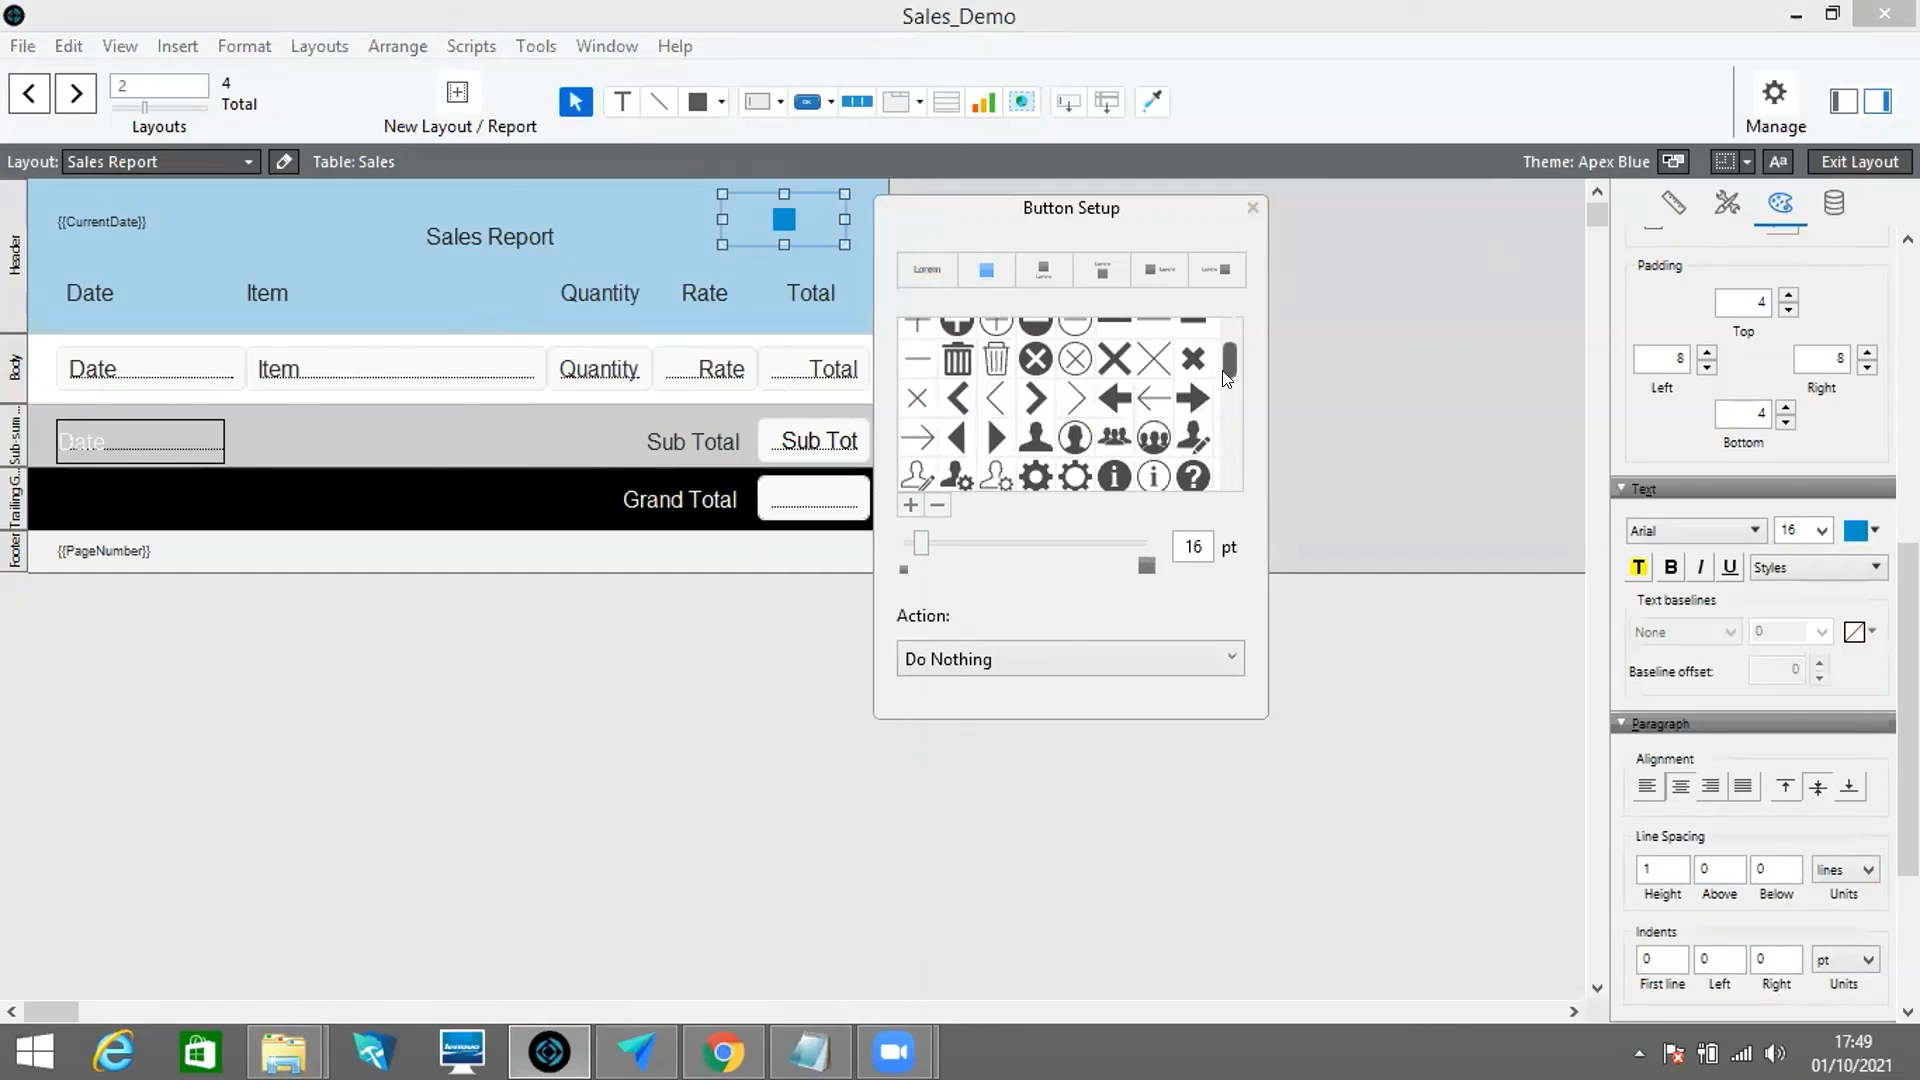 Sales_Demo
File Edit View Insert Format Layouts Arrange Scripts Tools Window Help
2
4
Total
Layouts
New Layout / Report
Manage
Layout: Sales Report
Table: Sales
Theme: Apex Blue
Aa
Exit Layout
Header
{{CurrentDate}}
Sales Report
Date Item Quantity Rate Total
Body
Date Item Quantity Rate Total
Sub-sum ...
Date
Sub Total
Sub Tot
Trailing G...
Grand Total
Footer
{{PageNumber}}
Button Setup
Lorem
16 pt
Action:
Do Nothing
Padding
4
Top
8
Left
8
Right
4
Bottom
Text
Arial
16
T B I U Styles
Text baselines
None
0
Baseline offset: 0
Paragraph
Alignment
Line Spacing
1 0 0 lines
Height Above Below Units
Indents
0 0 0 pt
First line Left Right Units
lenovo
17:49
01/10/2021